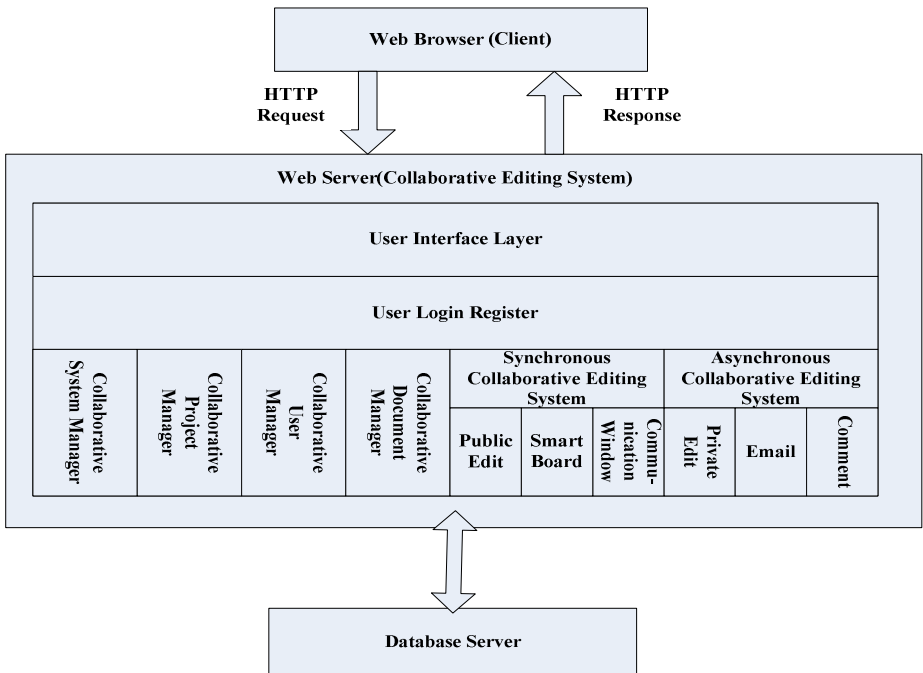 Web Browser (Client)
HTTP
Request
HTTP
Response
Web Server(Collaborative Editing System)
User Interface Layer
User Login Register
Collaborative
System Manager
Collaborative
Project
Manager
Collaborative
User
Manager
Collaborative
Document
Manager
Synchronous
Collaborative Editing
System
Public
Edit
Smart
Board
Commu-
nication
Window
Asynchronous
Collaborative Editing
System
Private
Edit
Email
Comment
Database Server